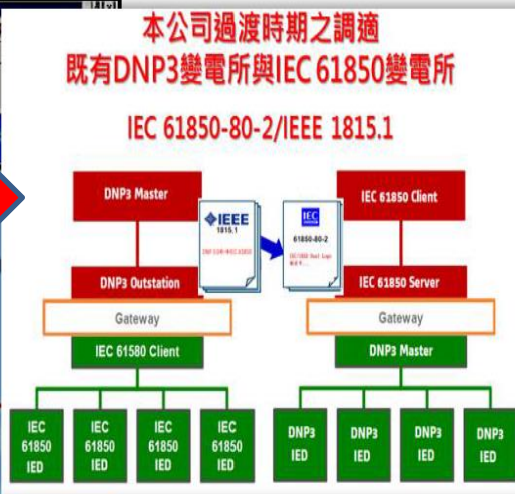 本公司過渡時期之調適
既有DNP3變電所與IEC 61850變電所
IEC 61850-80-2/IEEE 1815.1
DNP3 Master
IEEE
1815.1
IEC
61850-80-2
IEC 61850 Client
DNP3 Outstation
IEC 61850 Server
Gateway
Gateway
IEC 61580 Client
DNP3 Master
IEC
61850
IED
IEC
61850
IED
IEC
61850
IED
IEC
61850
IED
DNP3
IED
DNP3
IED
DNP3
IED
DNP3
IED